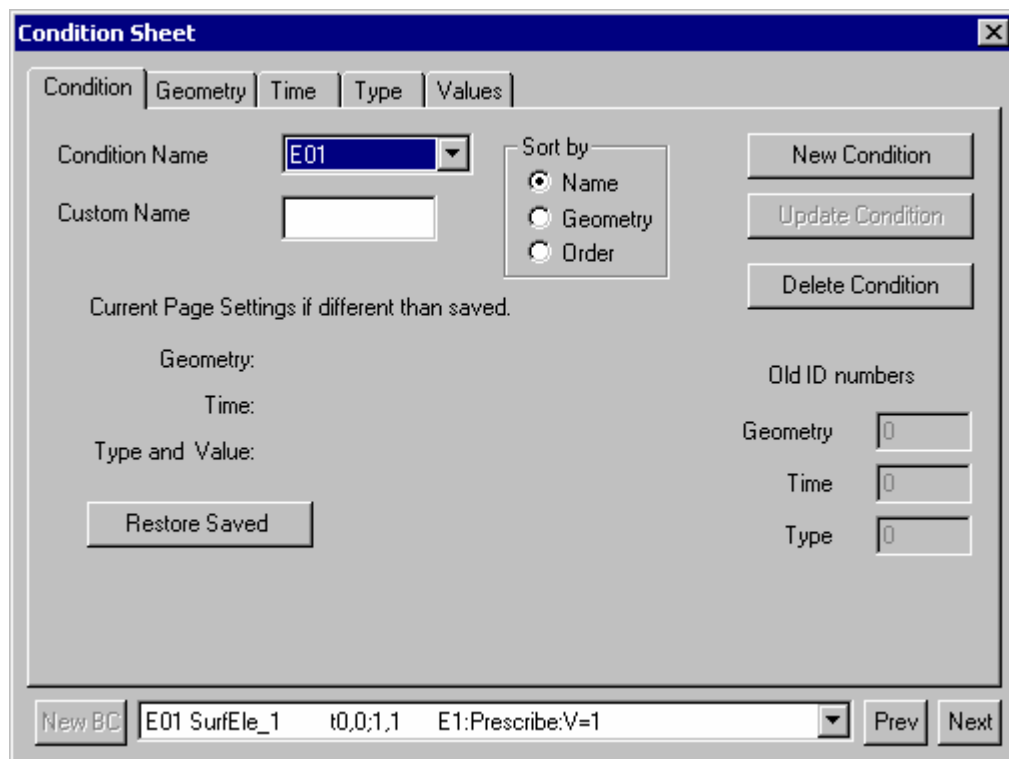 Condition Sheet
Condition Geometry Time Type Values
Condition Name E01
Custom Name
Sort by
Name
Geometry
Order
New Condition
Update Condition
Delete Condition
Current Page Settings if different than saved.
Geometry:
Time:
Type and Value:
Restore Saved
Old ID numbers
Geometry 0
Time 0
Type 0
New BC E01 SurfEle_1 t0,0;1,1 E1:Prescribe:V=1 Prev Next